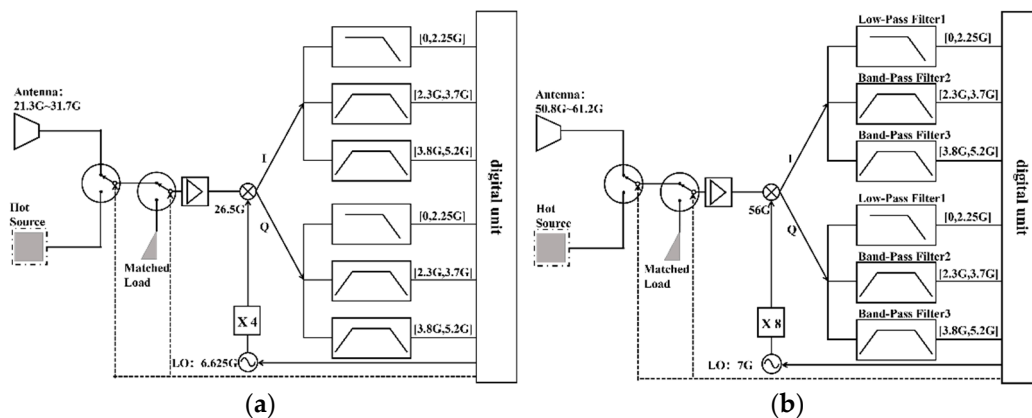 Antenna:
21.3G~31.7G
Hot
Source
Matched
Load
26.5G
I
Q
X 4
LO: 6.625G
[0,2.25G]
[2.3G,3.7G]
[3.8G,5.2G]
[0,2.25G]
[2.3G,3.7G]
[3.8G,5.2G]
digital unit
(a)
Antenna:
50.8G~61.2G
Hot
Source
Matched
Load
56G
I
Q
X 8
LO: 7G
Low-Pass Filter1
[0,2.25G]
Band-Pass Filter2
[2.3G,3.7G]
Band-Pass Filter3
[3.8G,5.2G]
Low-Pass Filter1
[0,2.25G]
Band-Pass Filter2
[2.3G,3.7G]
Band-Pass Filter3
[3.8G,5.2G]
digital unit
(b)